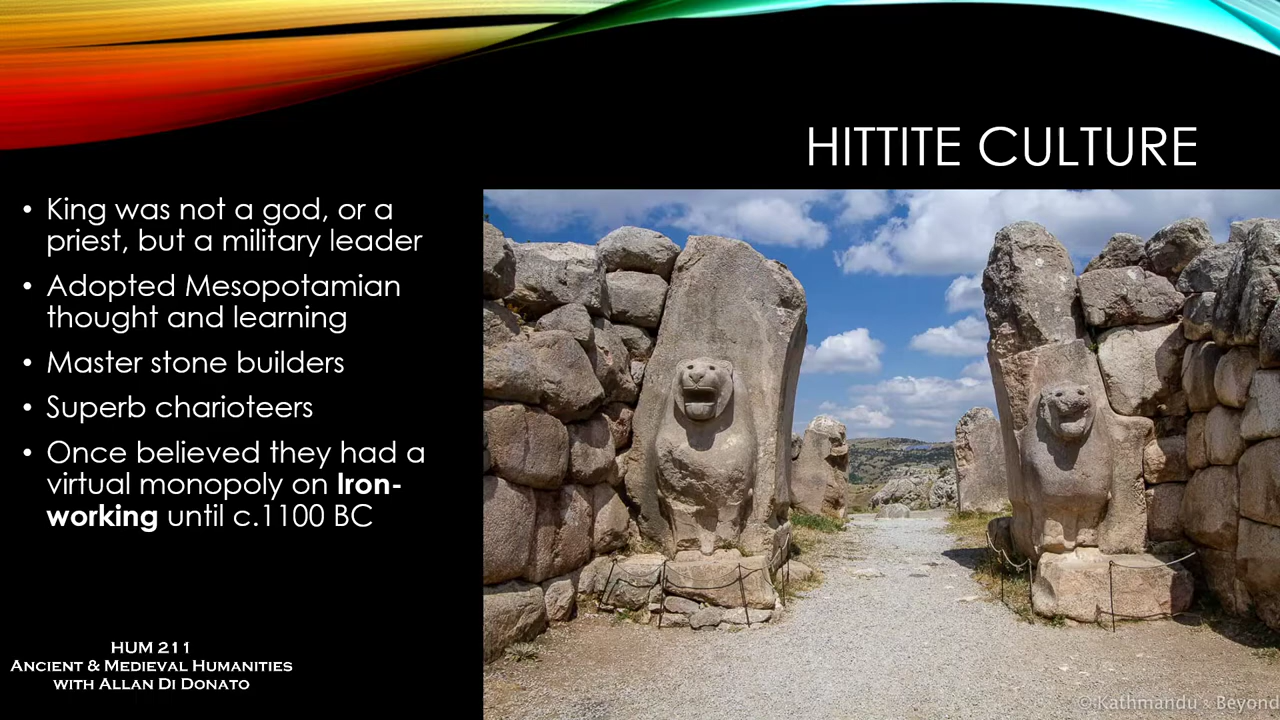 HITTITE CULTURE
• King was not a god, or a
priest, but a military leader
• Adopted Mesopotamian
thought and learning
• Master stone builders
• Superb charioteers
• Once believed they had a
virtual monopoly on Iron-
working until c.1100 BC
HUM 211
ANCIENT & MEDIEVAL HUMANITIES
WITH ALLAN DI DONATO
©Kathmandu & Beyond